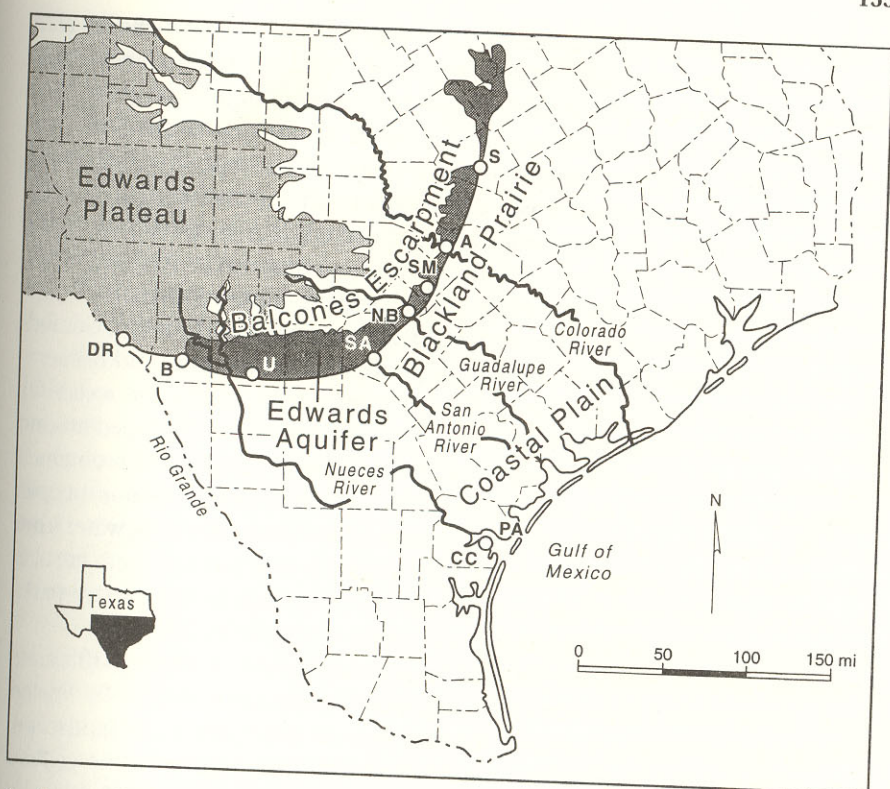 Edwards
Plateau
Balcones Escarpment
Blackland Prairie
S
A
SM
NB
SA
DR
B
U
Edwards
Aquifer
Colorado
River
Guadalupe
River
San
Antonio
River
Coastal Plain
Nueces
River
Rio Grande
PA
CC
Gulf of
Mexico
N
Texas
0 50 100 150 mi